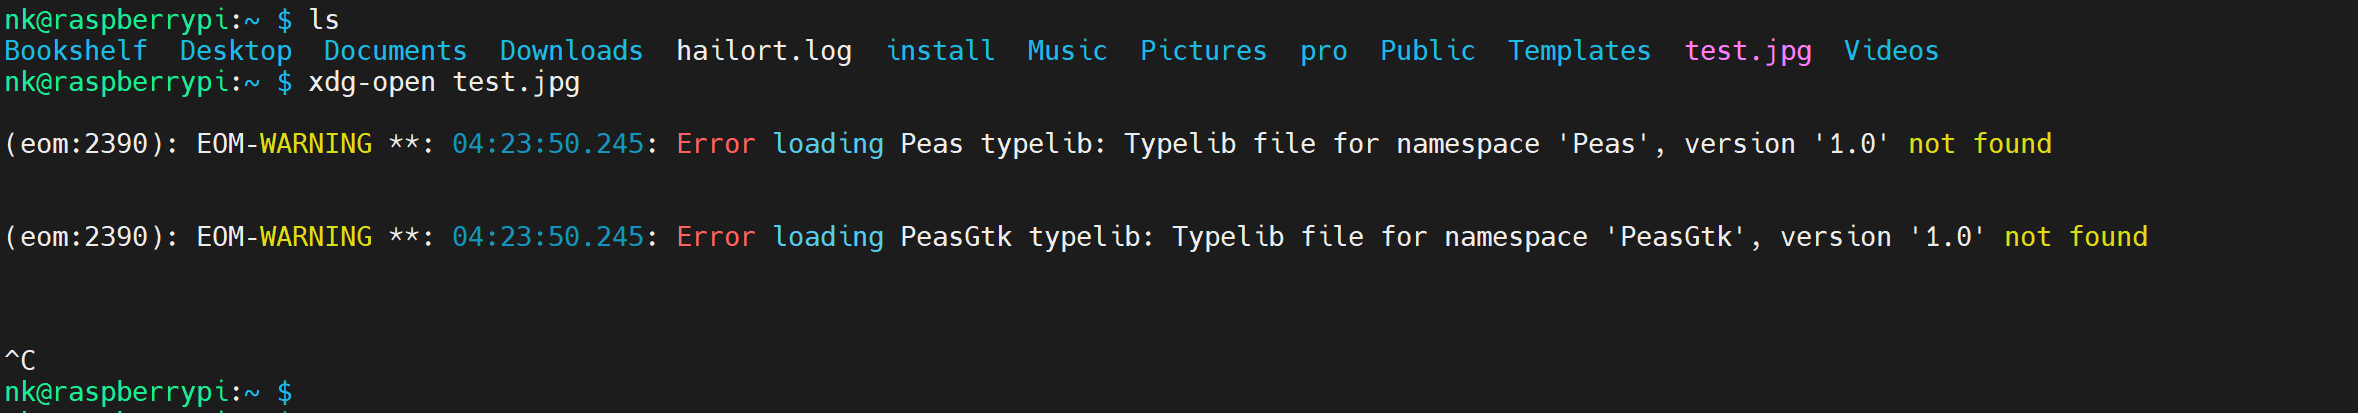 nk@raspberrypi:~ $ ls
Bookshelf  Desktop  Documents  Downloads  hailort.log  install  Music  Pictures  pro  Public  Templates  test.jpg  Videos
nk@raspberrypi:~ $ xdg-open test.jpg
(eom:2390): EOM-WARNING **: 04:23:50.245: Error loading Peas typelib: Typelib file for namespace 'Peas', version '1.0' not found
(eom:2390): EOM-WARNING **: 04:23:50.245: Error loading PeasGtk typelib: Typelib file for namespace 'PeasGtk', version '1.0' not found
^C
nk@raspberrypi:~ $